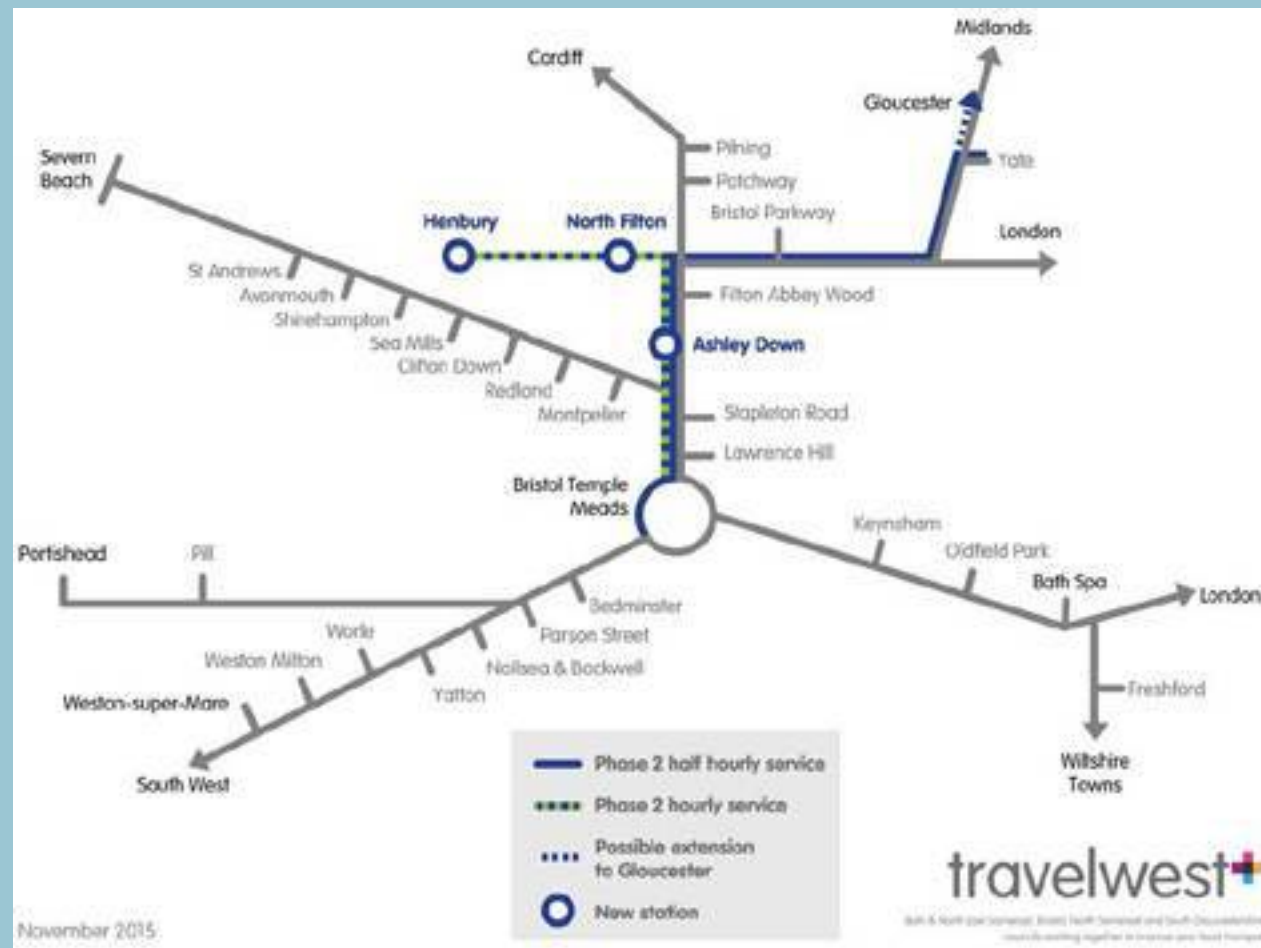 Midlands
Cardiff
Gloucester
Pilning
Severn
Beach
Yate
Patchway
Henbury
North Filton
Bristol Parkway
London
St Andrews
Avonmouth
Filton Abbey Wood
Shirehampton
Sea Mills
Ashley Down
Clifton Down
Redland
Montpelier
Stapleton Road
Lawrence Hill
Bristol Temple
Meads
Keynsham
Portishead
Pill
Oldfield Park
Bath Spa
London
Bedminster
Parson Street
Worle
Nailsea & Backwell
Weston Milton
Yatton
Freshford
Weston-super-Mare
South West
Wiltshire
Towns
Phase 2 half hourly service
Phase 2 hourly service
Possible extension
to Gloucester
New station
travelwest+
November 2015